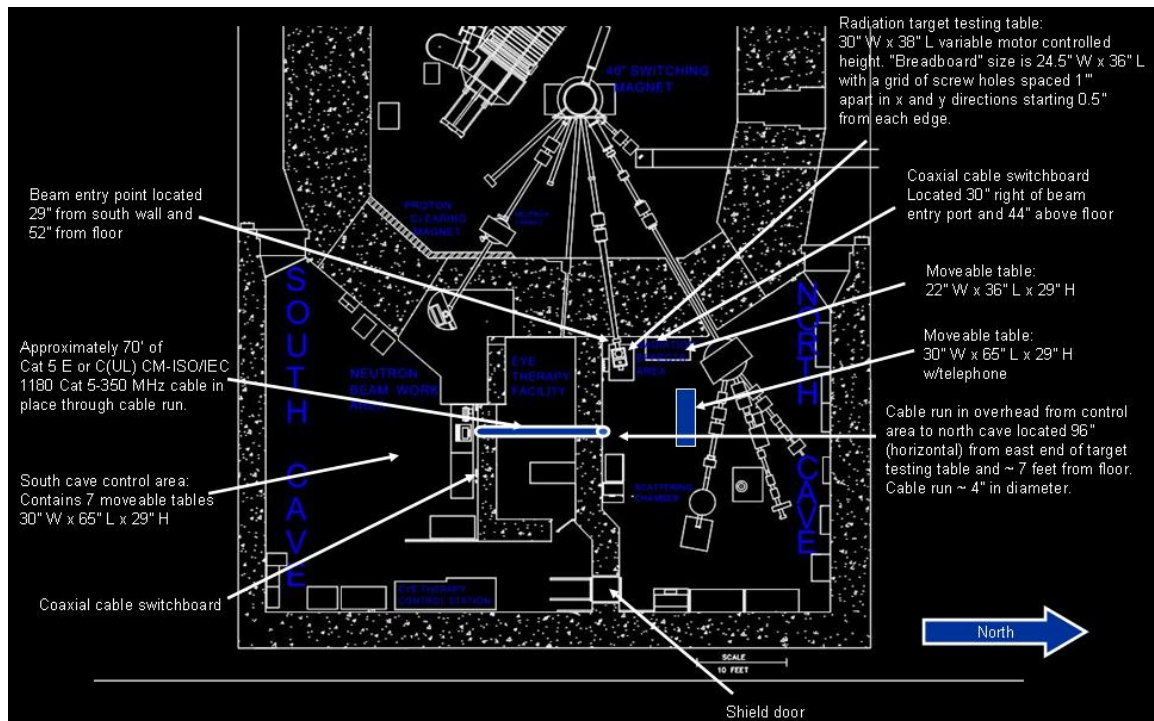 Radiation target testing table:
30" W x 38" L variable motor controlled
height. "Breadboard" size is 24.5" W x 36" L
with a grid of screw holes spaced 1 "
apart in x and y directions starting 0.5"
from each edge.
40" SWITCHING
MAGNET
Coaxial cable switchboard
Located 30" right of beam
entry port and 44" above floor
Beam entry point located
29" from south wall and
52" from floor
PROTON
CLEARING
MAGNET
Moveable table:
22" W x 36" L x 29" H
Moveable table:
30" W x 65" L x 29" H
w/telephone
SOUTH CAVE
NORTH CAVE
Approximately 70' of
Cat 5 E or C(UL) CM-ISO/IEC
1180 Cat 5-350 MHz cable in
place through cable run.
NEUTRON
BEAM WORK
AREA
EYE
THERAPY
FACILITY
AREA
Cable run in overhead from control
area to north cave located 96"
(horizontal) from east end of target
testing table and ~ 7 feet from floor.
Cable run ~ 4" in diameter.
South cave control area:
Contains 7 moveable tables
30" W x 65" L x 29" H
SCATTERING
CHAMBER
Coaxial cable switchboard
EYE THERAPY
CONTROL STATION
North
SCALE
10 FEET
Shield door